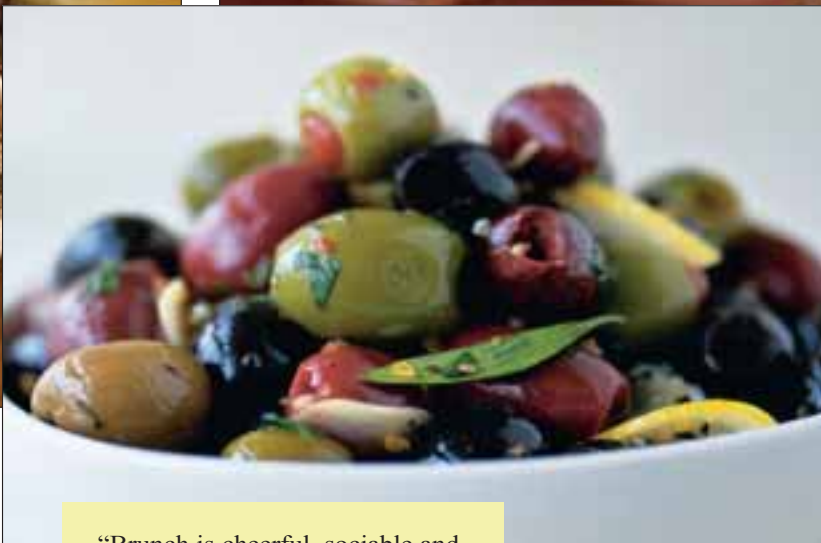 “Brunch is cheerful, sociable and